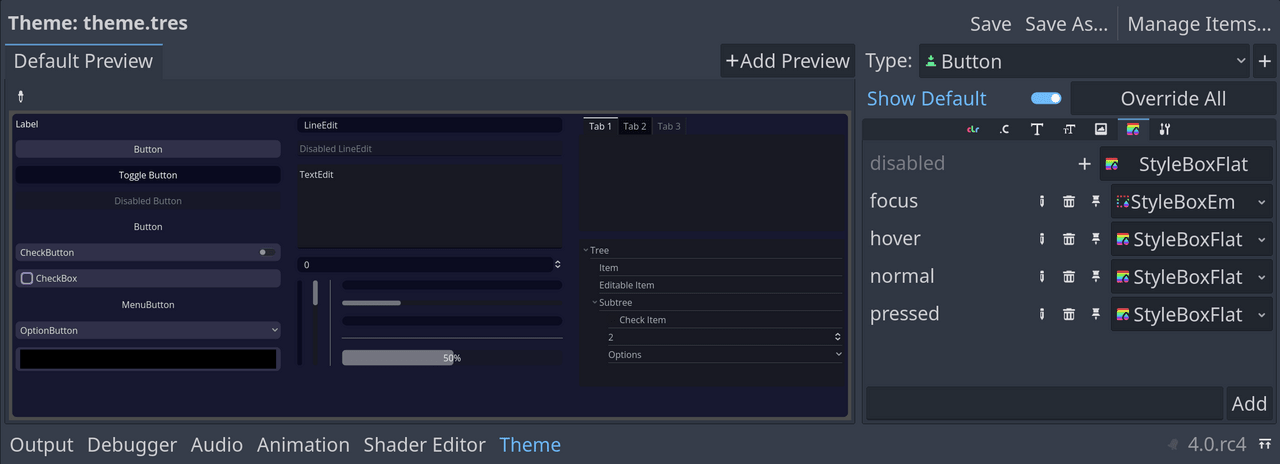 Theme: theme.tres
Save Save As... Manage Items...
Default Preview
+Add Preview
Type: Button
+
Show Default
Override All
clr .C T TT
Label
Button
Toggle Button
Disabled Button
Button
CheckButton
CheckBox
MenuButton
OptionButton
LineEdit
Disabled LineEdit
TextEdit
0
50%
Tab 1 Tab 2 Tab 3
Tree
Item
Editable Item
Subtree
Check Item
2
Options
disabled + StyleBoxFlat
focus StyleBoxEm
hover StyleBoxFlat
normal StyleBoxFlat
pressed StyleBoxFlat
Add
Output Debugger Audio Animation Shader Editor Theme
4.0.rc4